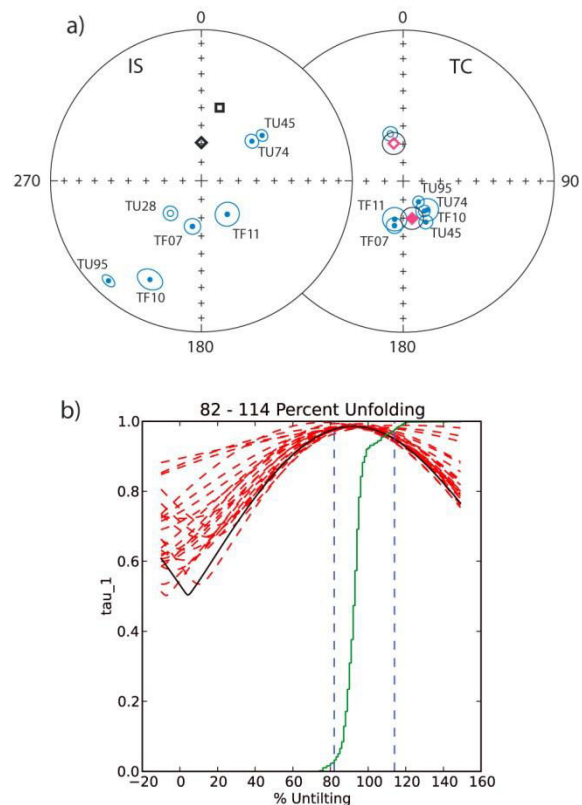 a)
0
0
IS
TC
TU45
TU74
270
90
TU28
TF07
TF11
TU95
TF10
TU95
TU74
TF10
TU45
TF11
TF07
180
180
b)
82 - 114 Percent Unfolding
1.0
0.8
0.6
0.4
0.2
0.0
tau_1
-20 0 20 40 60 80 100 120 140 160
% Untilting